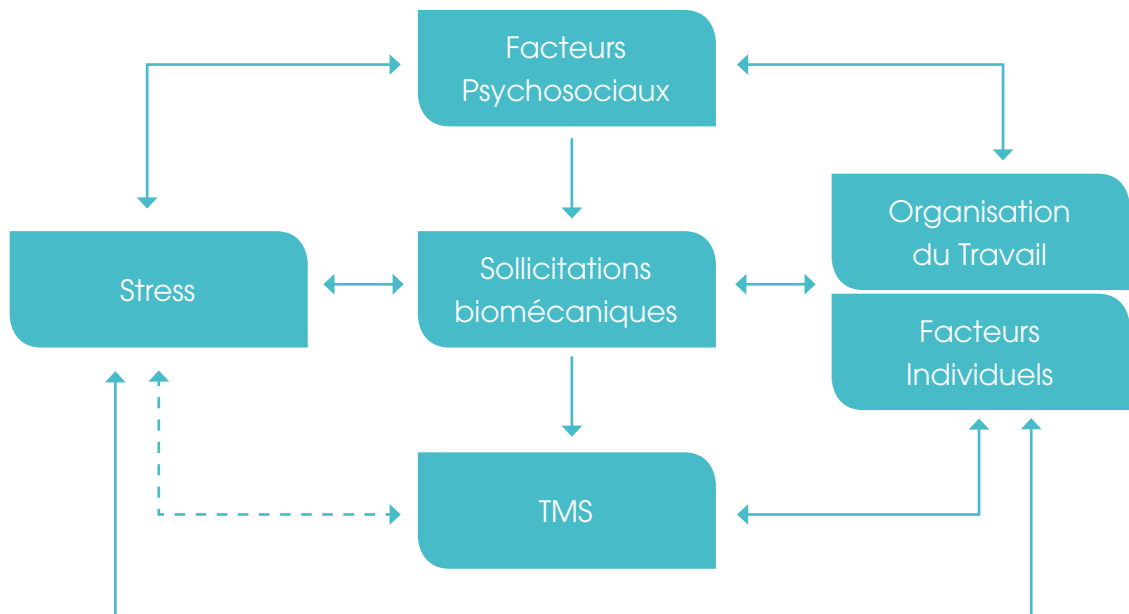 Facteurs
Psychosociaux
Organisation
du Travail
Stress
Sollicitations
biomécaniques
Facteurs
Individuels
TMS